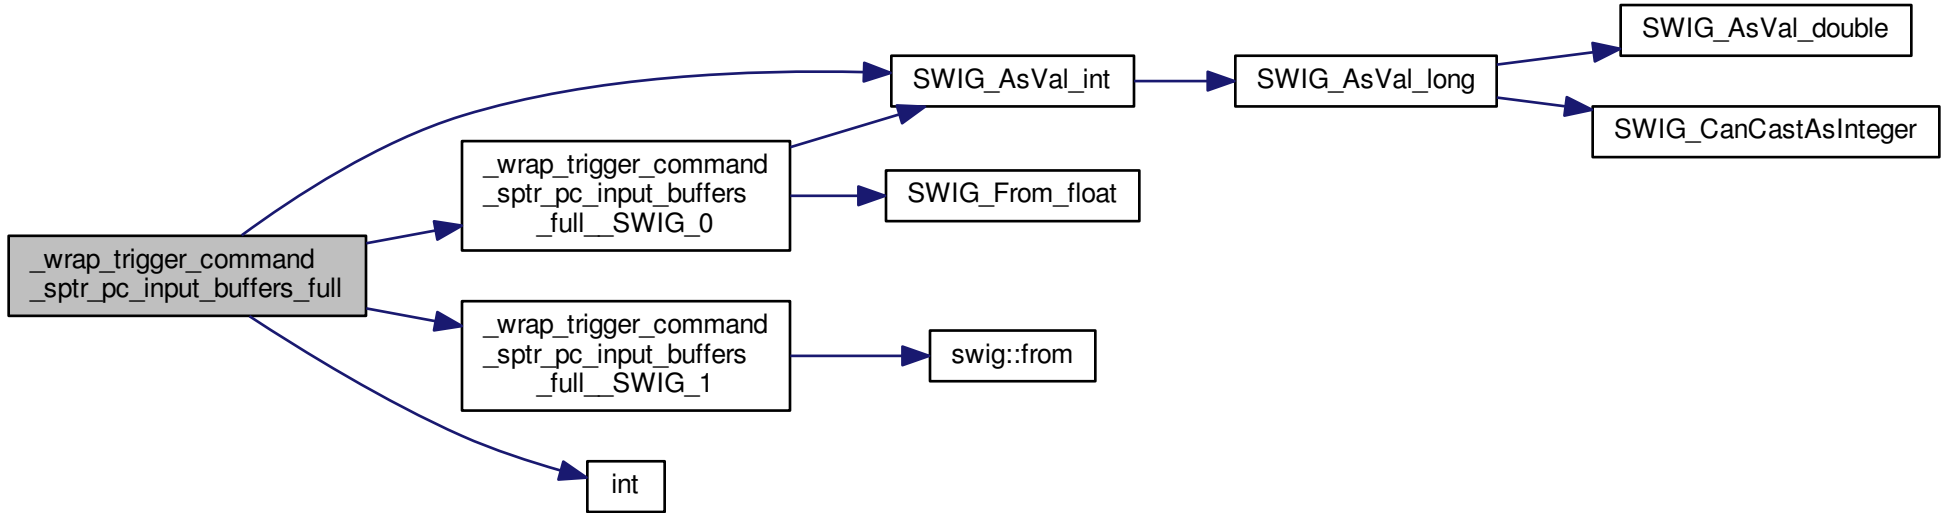 _wrap_trigger_command
_sptr_pc_input_buffers_full
SWIG_AsVal_int
_wrap_trigger_command
_sptr_pc_input_buffers
_full__SWIG_0
_wrap_trigger_command
_sptr_pc_input_buffers
_full__SWIG_1
int
SWIG_From_float
swig::from
SWIG_AsVal_long
SWIG_AsVal_double
SWIG_CanCastAsInteger